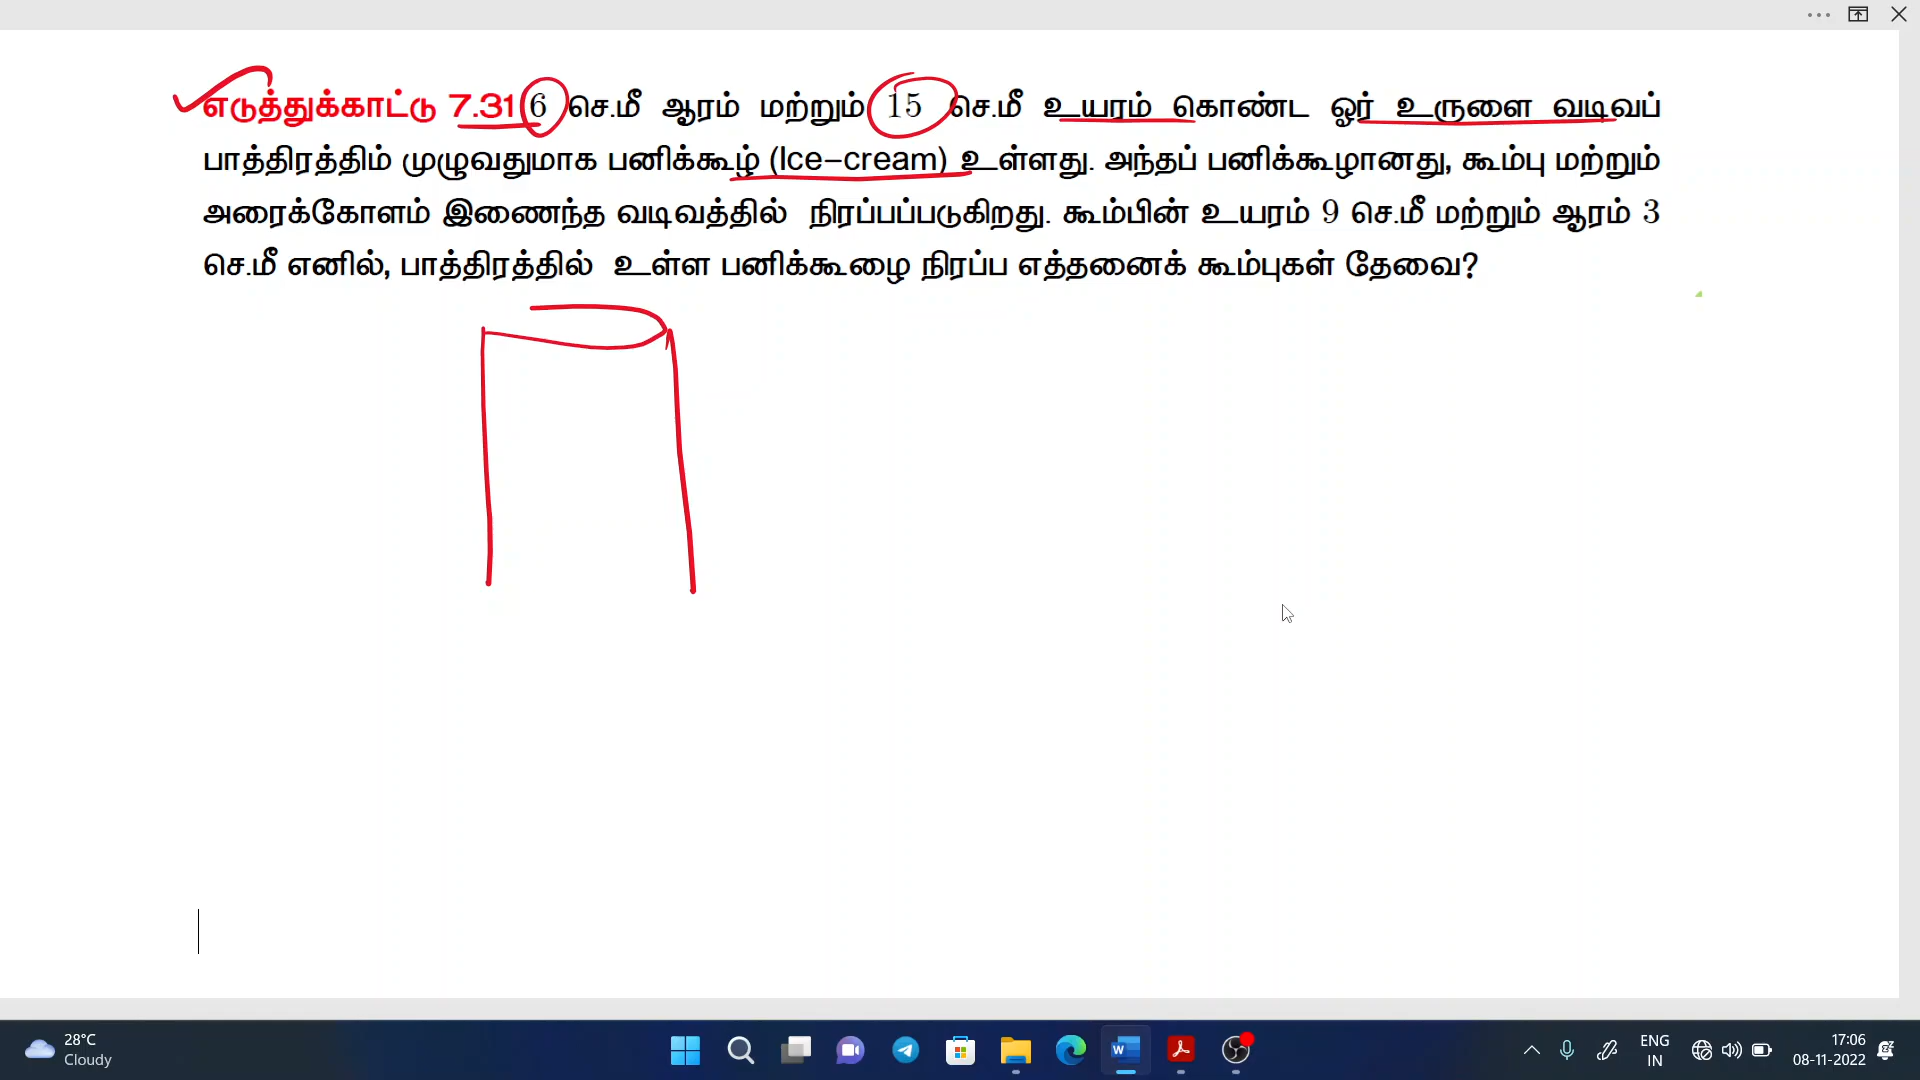 எடுத்துக்காட்டு 7.31 6 செ.மீ ஆரம் மற்றும் 15 செ.மீ உயரம் கொண்ட ஓர் உருளை வடிவப்
பாத்திரத்திம் முழுவதுமாக பனிக்கூழ் (Ice-cream) உள்ளது. அந்தப் பனிக்கூழானது, கூம்பு மற்றும்
அரைக்கோளம் இணைந்த வடிவத்தில் நிரப்பப்படுகிறது. கூம்பின் உயரம் 9 செ.மீ மற்றும் ஆரம் 3
செ.மீ எனில், பாத்திரத்தில் உள்ள பனிக்கூழை நிரப்ப எத்தனைக் கூம்புகள் தேவை?
28°C
Cloudy
ENG
IN
17:06
08-11-2022